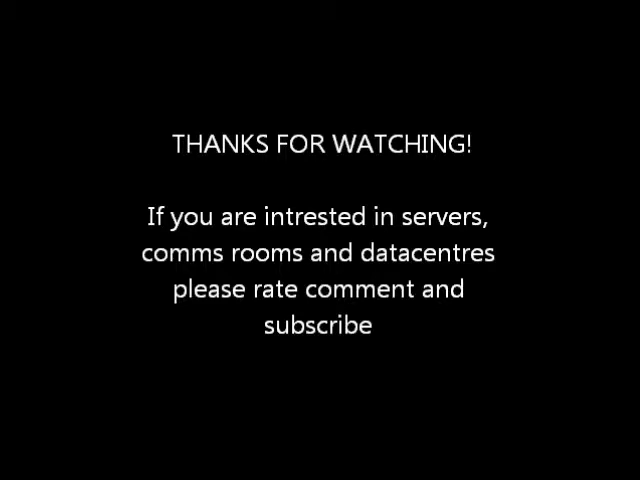 THANKS FOR WATCHING!
If you are intrested in servers,
comms rooms and datacentres
please rate comment and
subscribe